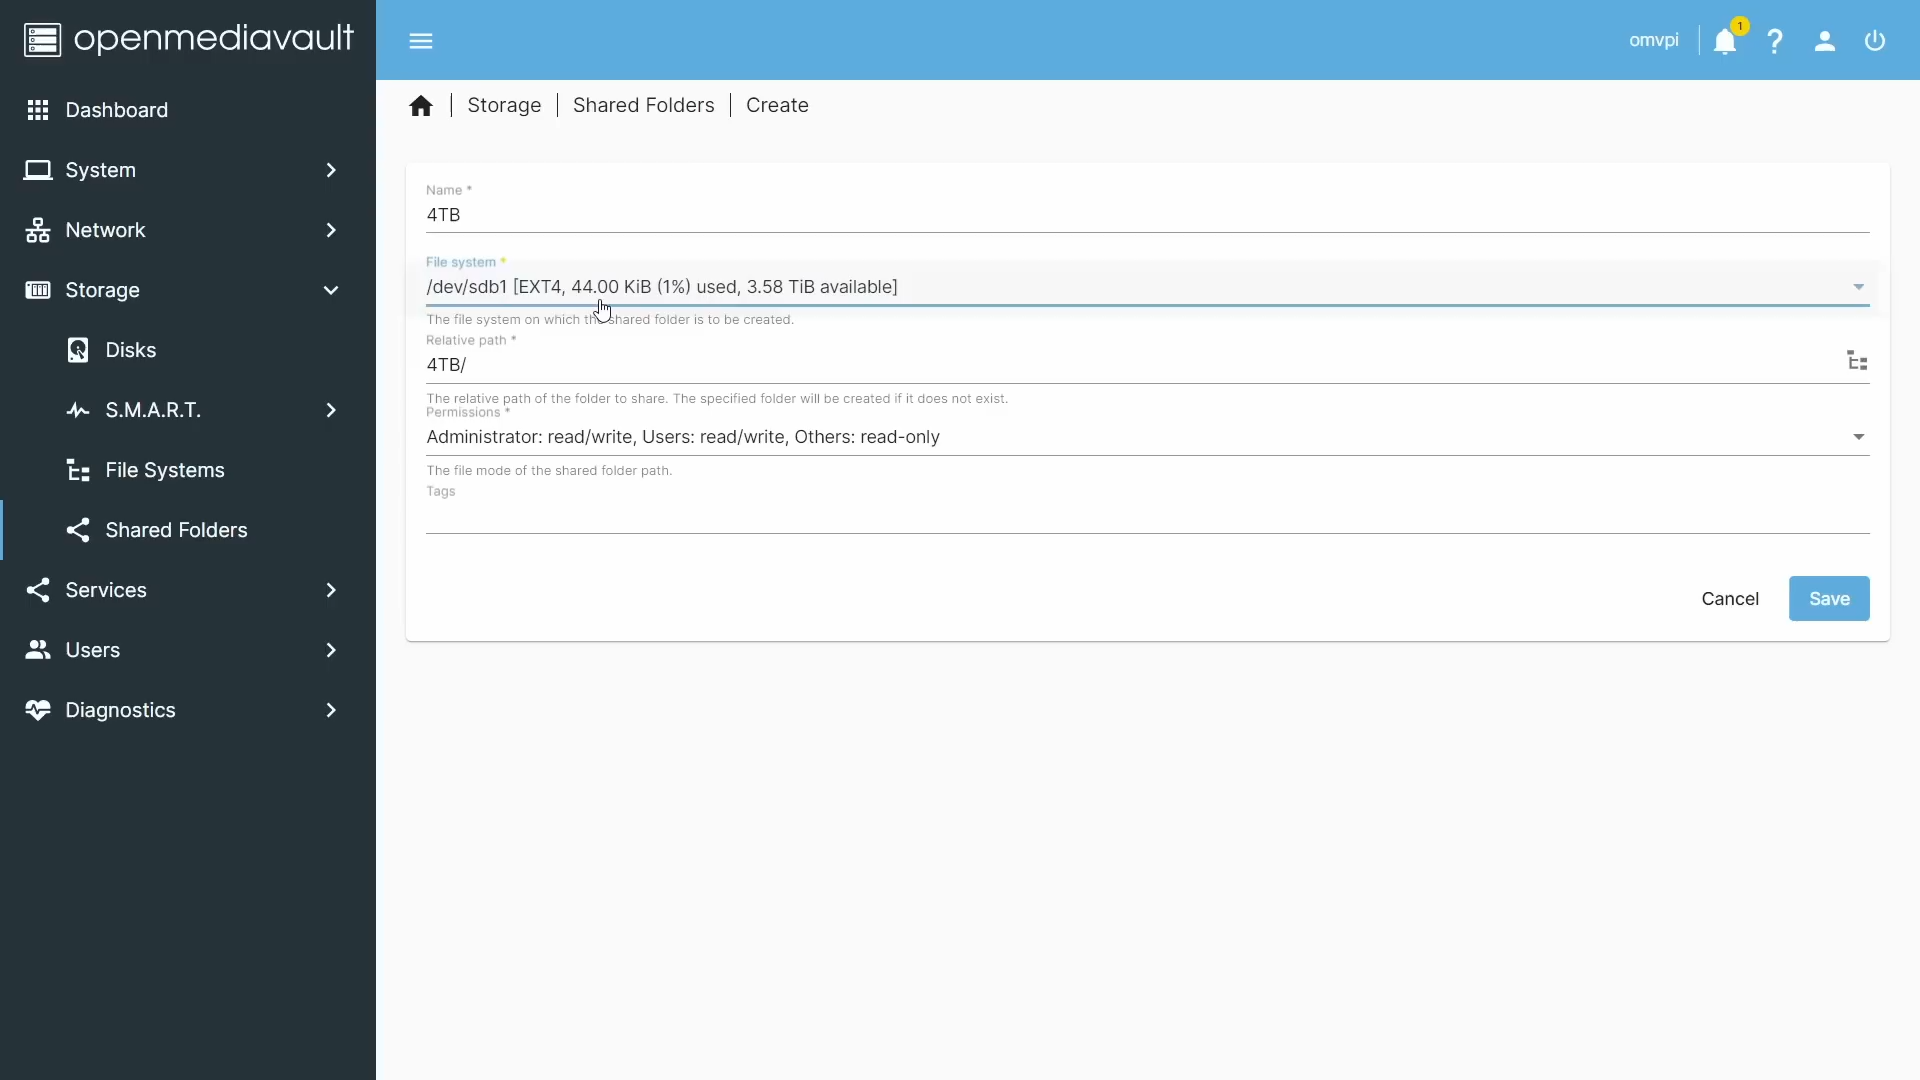 openmediavault
omvpi
1
Dashboard
System
Network
Storage
Disks
S.M.A.R.T.
File Systems
Shared Folders
Services
Users
Diagnostics
Storage | Shared Folders | Create
Name *
4TB
File system *
/dev/sdb1 [EXT4, 44.00 KiB (1%) used, 3.58 TiB available]
The file system on which the shared folder is to be created.
Relative path *
4TB/
The relative path of the folder to share. The specified folder will be created if it does not exist.
Permissions *
Administrator: read/write, Users: read/write, Others: read-only
The file mode of the shared folder path.
Tags
Cancel
Save